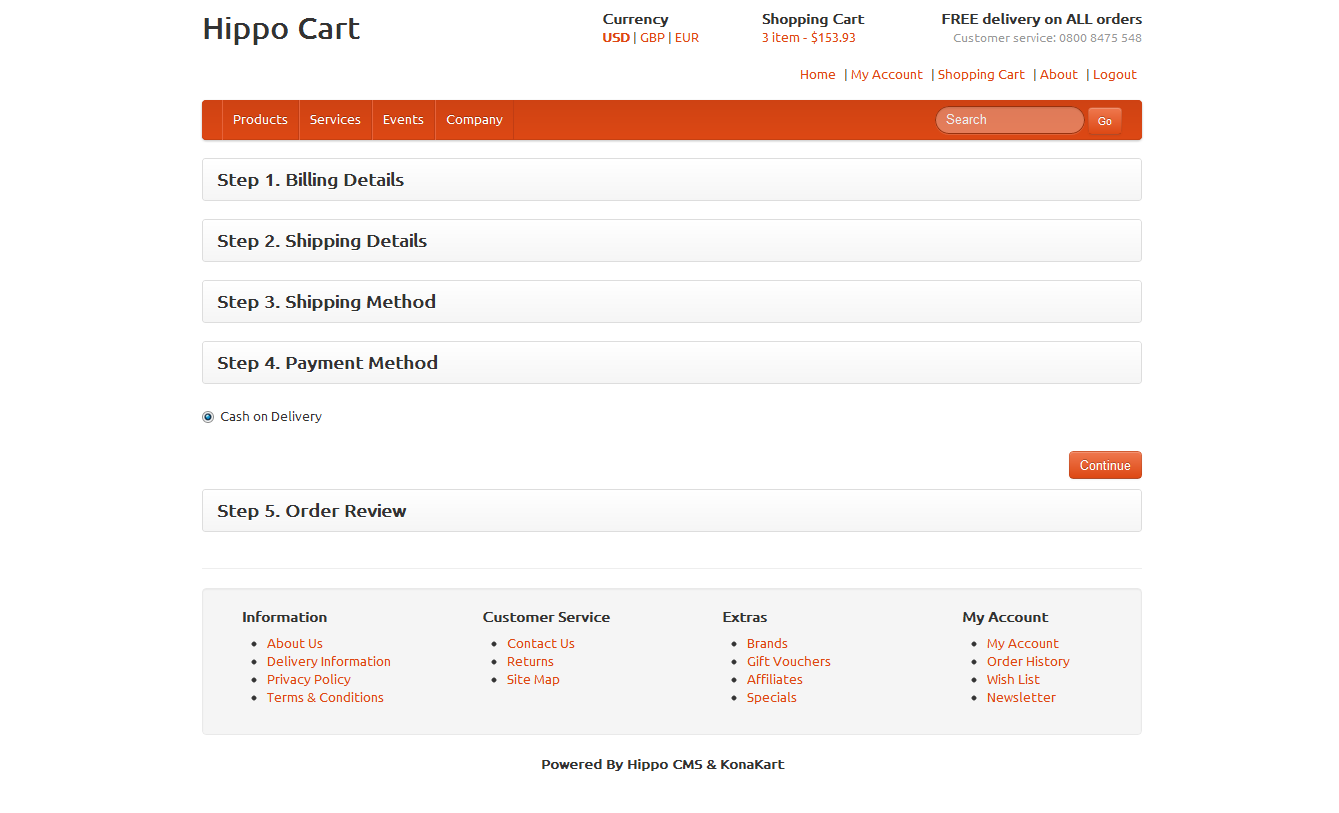 Hippo Cart
Currency
USD | GBP | EUR
Shopping Cart
3 item - $153.93
FREE delivery on ALL orders
Customer service: 0800 8475 548
Home | My Account | Shopping Cart | About | Logout
Products Services Events Company Search Go
Step 1. Billing Details
Step 2. Shipping Details
Step 3. Shipping Method
Step 4. Payment Method
Cash on Delivery
Continue
Step 5. Order Review
Information
About Us
Delivery Information
Privacy Policy
Terms & Conditions
Customer Service
Contact Us
Returns
Site Map
Extras
Brands
Gift Vouchers
Affiliates
Specials
My Account
My Account
Order History
Wish List
Newsletter
Powered By Hippo CMS & KonaKart